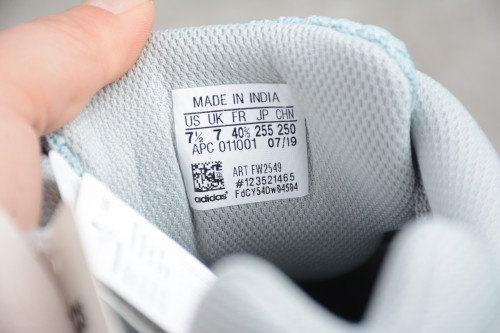 MADE IN INDIA
US UK FR JP CHN
7½ 7 40⅔ 255 250
APC 011001 07/19
ART FW2549
#123521465
adidas FdCY54Dw04504